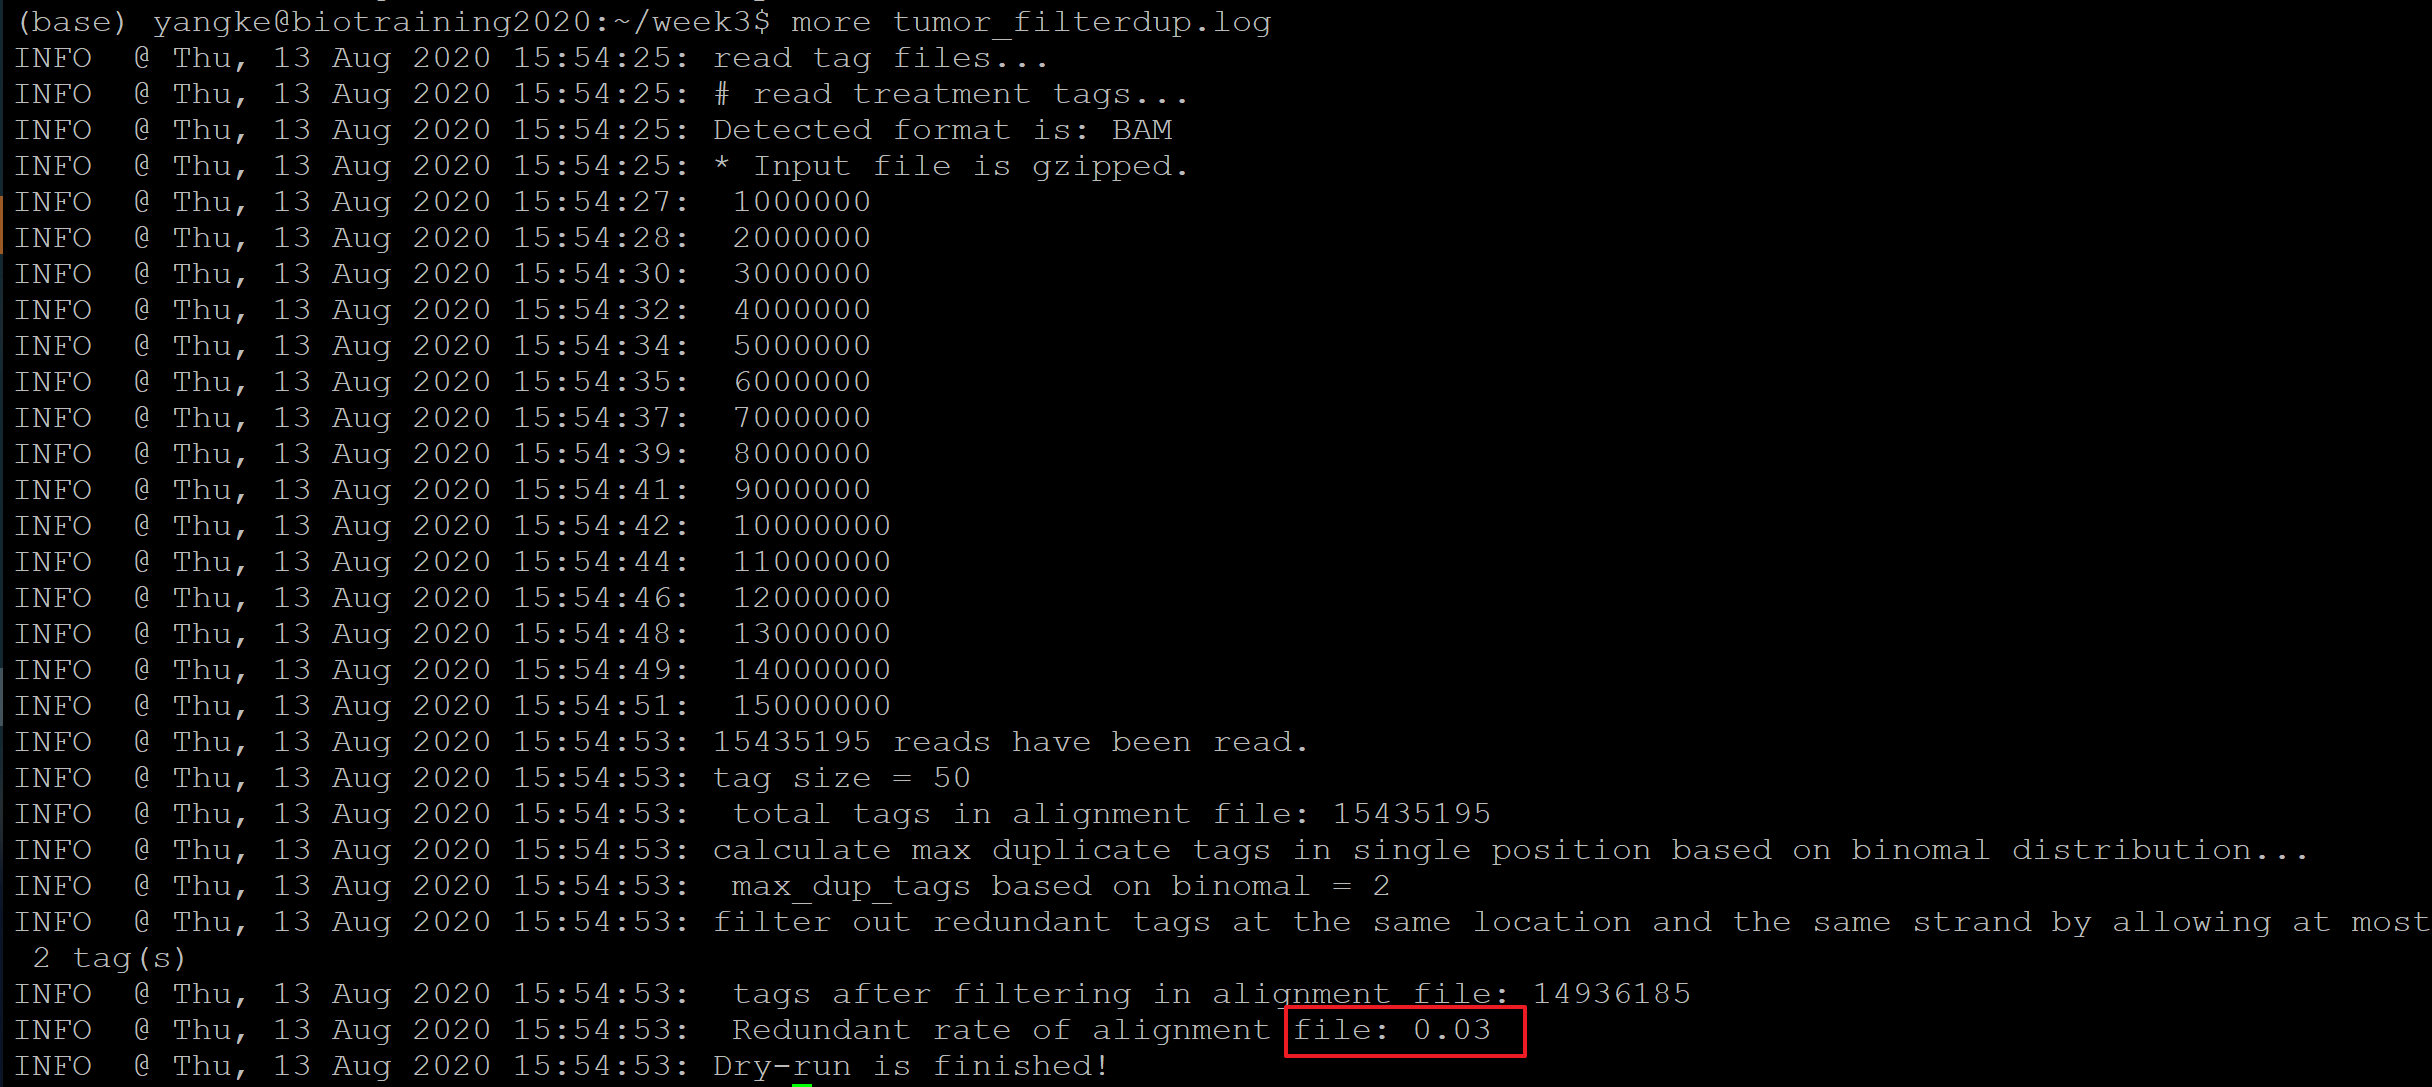 (base) yangke@biotraining2020:~/week3$ more tumor_filterdup.log
INFO  @ Thu, 13 Aug 2020 15:54:25: read tag files...
INFO  @ Thu, 13 Aug 2020 15:54:25: # read treatment tags...
INFO  @ Thu, 13 Aug 2020 15:54:25: Detected format is: BAM
INFO  @ Thu, 13 Aug 2020 15:54:25: * Input file is gzipped.
INFO  @ Thu, 13 Aug 2020 15:54:27:  1000000
INFO  @ Thu, 13 Aug 2020 15:54:28:  2000000
INFO  @ Thu, 13 Aug 2020 15:54:30:  3000000
INFO  @ Thu, 13 Aug 2020 15:54:32:  4000000
INFO  @ Thu, 13 Aug 2020 15:54:34:  5000000
INFO  @ Thu, 13 Aug 2020 15:54:35:  6000000
INFO  @ Thu, 13 Aug 2020 15:54:37:  7000000
INFO  @ Thu, 13 Aug 2020 15:54:39:  8000000
INFO  @ Thu, 13 Aug 2020 15:54:41:  9000000
INFO  @ Thu, 13 Aug 2020 15:54:42:  10000000
INFO  @ Thu, 13 Aug 2020 15:54:44:  11000000
INFO  @ Thu, 13 Aug 2020 15:54:46:  12000000
INFO  @ Thu, 13 Aug 2020 15:54:48:  13000000
INFO  @ Thu, 13 Aug 2020 15:54:49:  14000000
INFO  @ Thu, 13 Aug 2020 15:54:51:  15000000
INFO  @ Thu, 13 Aug 2020 15:54:53: 15435195 reads have been read.
INFO  @ Thu, 13 Aug 2020 15:54:53: tag size = 50
INFO  @ Thu, 13 Aug 2020 15:54:53:  total tags in alignment file: 15435195
INFO  @ Thu, 13 Aug 2020 15:54:53: calculate max duplicate tags in single position based on binomal distribution...
INFO  @ Thu, 13 Aug 2020 15:54:53:  max_dup_tags based on binomal = 2
INFO  @ Thu, 13 Aug 2020 15:54:53: filter out redundant tags at the same location and the same strand by allowing at most
 2 tag(s)
INFO  @ Thu, 13 Aug 2020 15:54:53:  tags after filtering in alignment file: 14936185
INFO  @ Thu, 13 Aug 2020 15:54:53:  Redundant rate of alignment file: 0.03
INFO  @ Thu, 13 Aug 2020 15:54:53: Dry-run is finished!